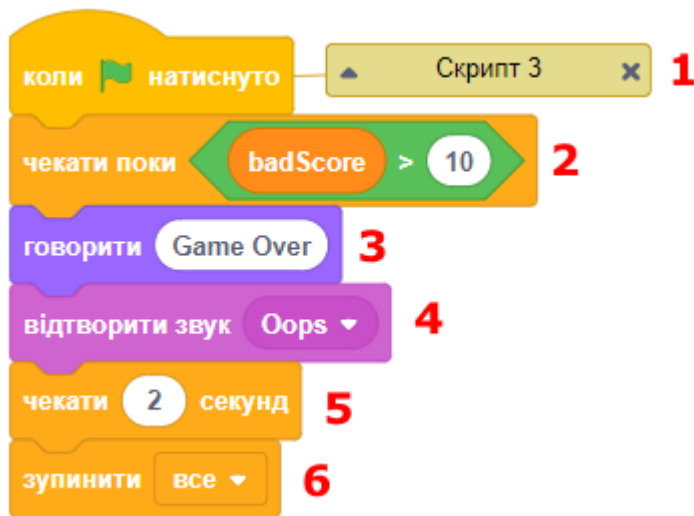 коли натиснуто Скрипт 3 1
чекати поки badScore > 10 2
говорити Game Over 3
відтворити звук Oops 4
чекати 2 секунд 5
зупинити все 6